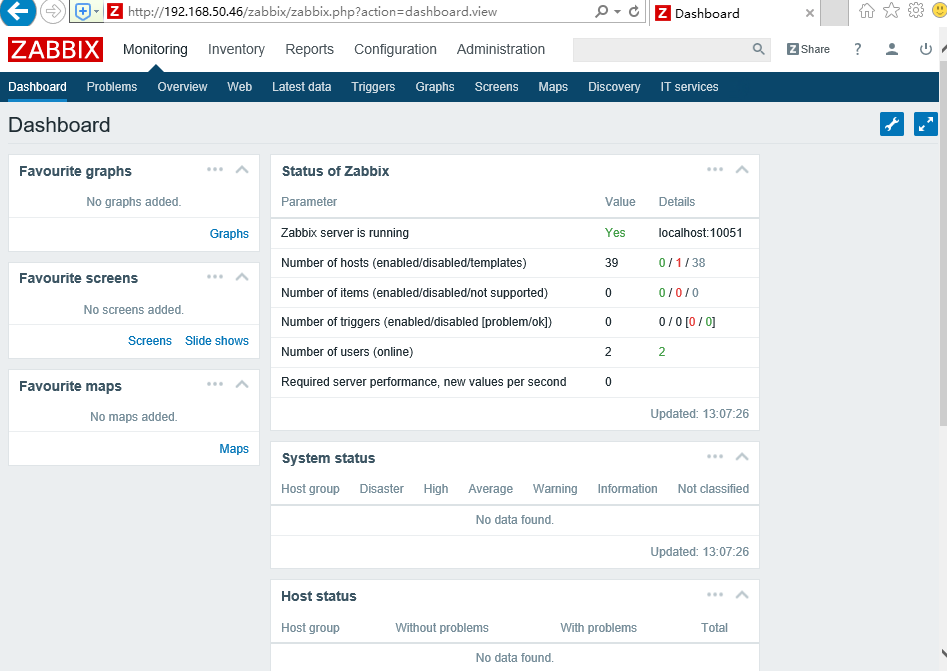 http://192.168.50.46/zabbix/zabbix.php?action=dashboard.view
Z Dashboard
ZABBIX Monitoring Inventory Reports Configuration Administration Z Share ?
Dashboard Problems Overview Web Latest data Triggers Graphs Screens Maps Discovery IT services
Dashboard
Favourite graphs
No graphs added.
Graphs
Favourite screens
No screens added.
Screens Slide shows
Favourite maps
No maps added.
Maps
Status of Zabbix
Parameter Value Details
Zabbix server is running Yes localhost:10051
Number of hosts (enabled/disabled/templates) 39 0 / 1 / 38
Number of items (enabled/disabled/not supported) 0 0 / 0 / 0
Number of triggers (enabled/disabled [problem/ok]) 0 0 / 0 [0 / 0]
Number of users (online) 2 2
Required server performance, new values per second 0
Updated: 13:07:26
System status
Host group Disaster High Average Warning Information Not classified
No data found.
Updated: 13:07:26
Host status
Host group Without problems With problems Total
No data found.